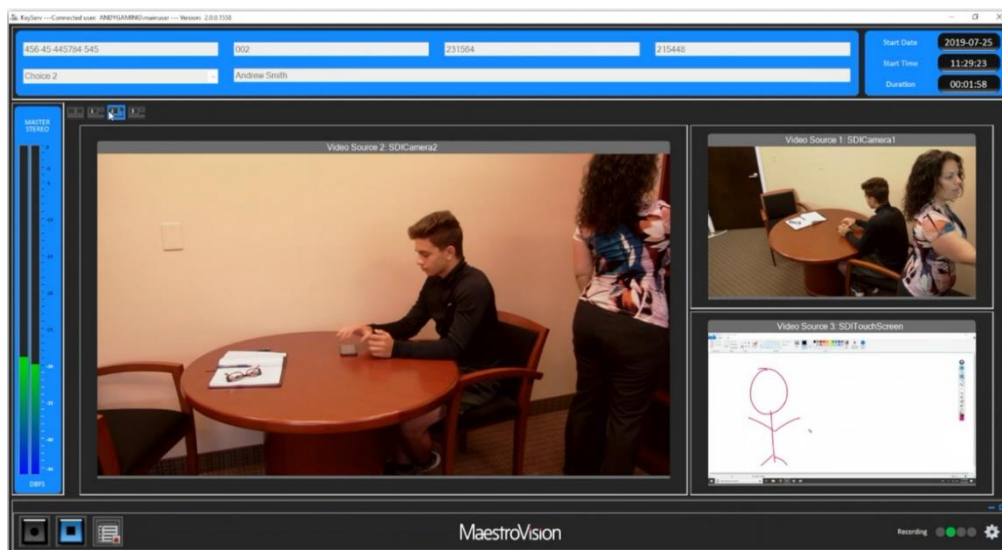 KeyServ ---Connected user: ANDYGAMING\mainuser --- Version: 2.0.0.1558
456-45-445784-545 002 231564 215448
Choice 2 Andrew Smith
Start Date 2019-07-25
Start Time 11:29:23
Duration 00:01:58
MASTER
STEREO
Video Source 2: SDICamera2
Video Source 1: SDICamera1
Video Source 3: SDITouchScreen
DBFS
MaestroVision
Recording